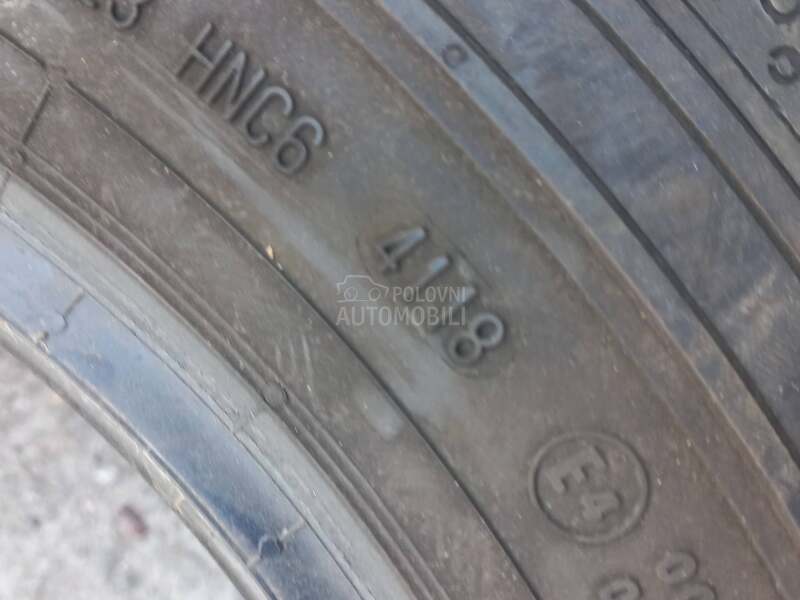 HNC6
4118
POLOVNI
AUTOMOBILI
E4